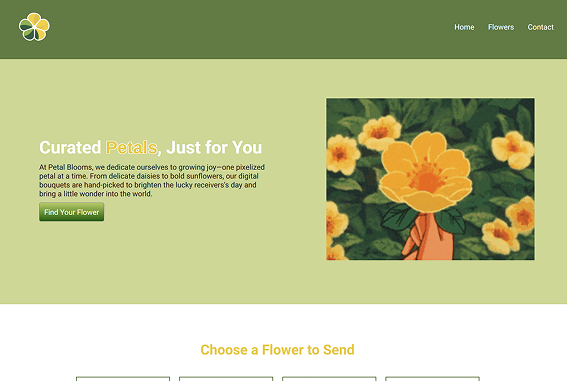 Home Flowers Contact
Curated Petals, Just for You
At Petal Blooms, we dedicate ourselves to growing joy—one pixelized
petal at a time. From delicate daisies to bold sunflowers, our digital
bouquets are hand-picked to brighten the lucky receivers's day and
bring a little wonder into the world.
Find Your Flower
Choose a Flower to Send